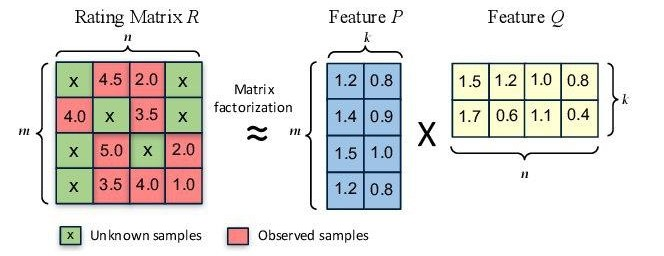 Rating Matrix R
Feature P
Feature Q
n
k
m
x 4.5 2.0 x
4.0 x 3.5 x
x 5.0 x 2.0
x 3.5 4.0 1.0
Matrix
factorization
≈
m
1.2 0.8
1.4 0.9
1.5 1.0
1.2 0.8
X
1.5 1.2 1.0 0.8
1.7 0.6 1.1 0.4
k
n
x Unknown samples
Observed samples